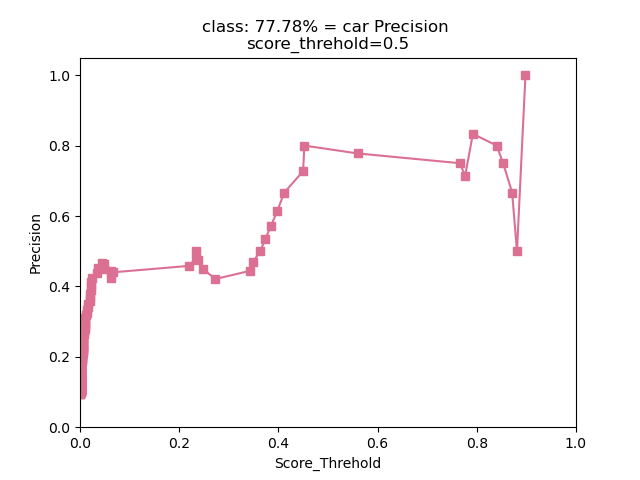 class: 77.78% = car Precision
score_threhold=0.5
1.0
0.8
0.6
0.4
0.2
0.0
Precision
0.0 0.2 0.4 0.6 0.8 1.0
Score_Threhold